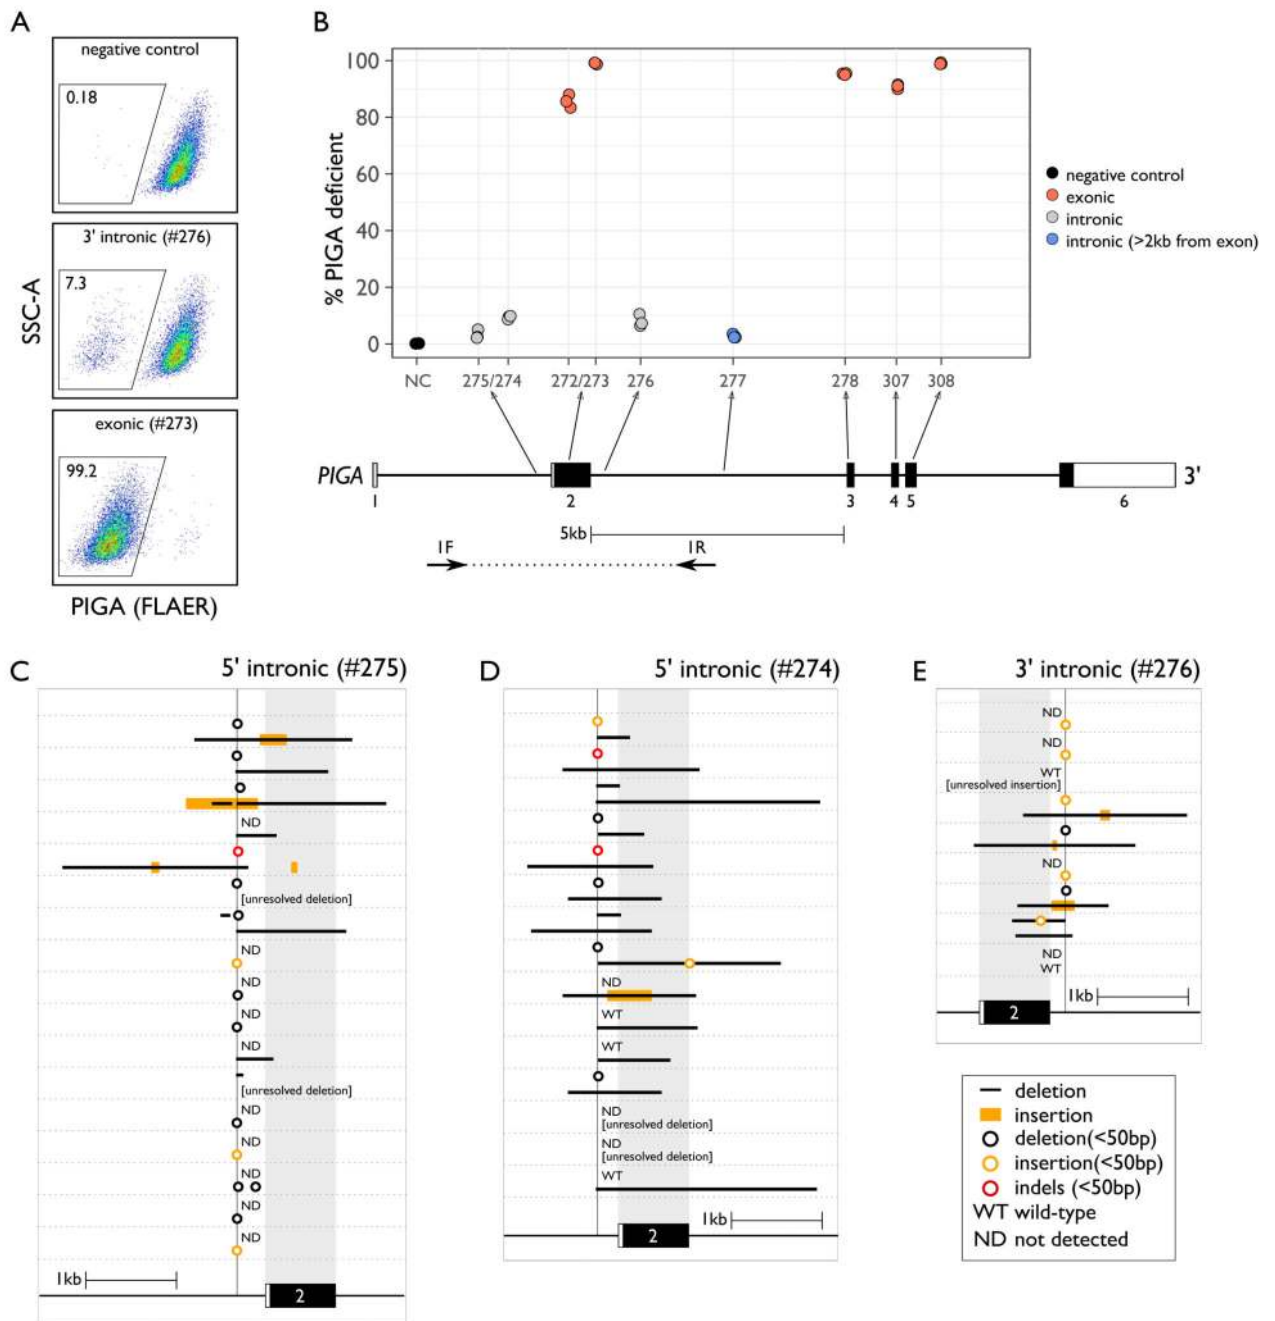 A
negative control
0.18
3' intronic (#276)
7.3
exonic (#273)
99.2
SSC-A
PIGA (FLAER)
B
% PIGA deficient
100
80
60
40
20
0
NC
275/274
272/273
276
277
278
307
308
negative control
exonic
intronic
intronic (>2kb from exon)
PIGA
3'
1
2
3
4
5
6
5kb
1F
1R
C
5' intronic (#275)
ND
[unresolved deletion]
ND
ND
ND
ND
[unresolved deletion]
ND
ND
ND
ND
ND
1kb
2
D
5' intronic (#274)
ND
WT
WT
ND
[unresolved deletion]
ND
[unresolved deletion]
WT
1kb
2
E
3' intronic (#276)
ND
ND
WT
[unresolved insertion]
ND
ND
WT
1kb
2
deletion
insertion
deletion(<50bp)
insertion(<50bp)
indels (<50bp)
WT wild-type
ND not detected